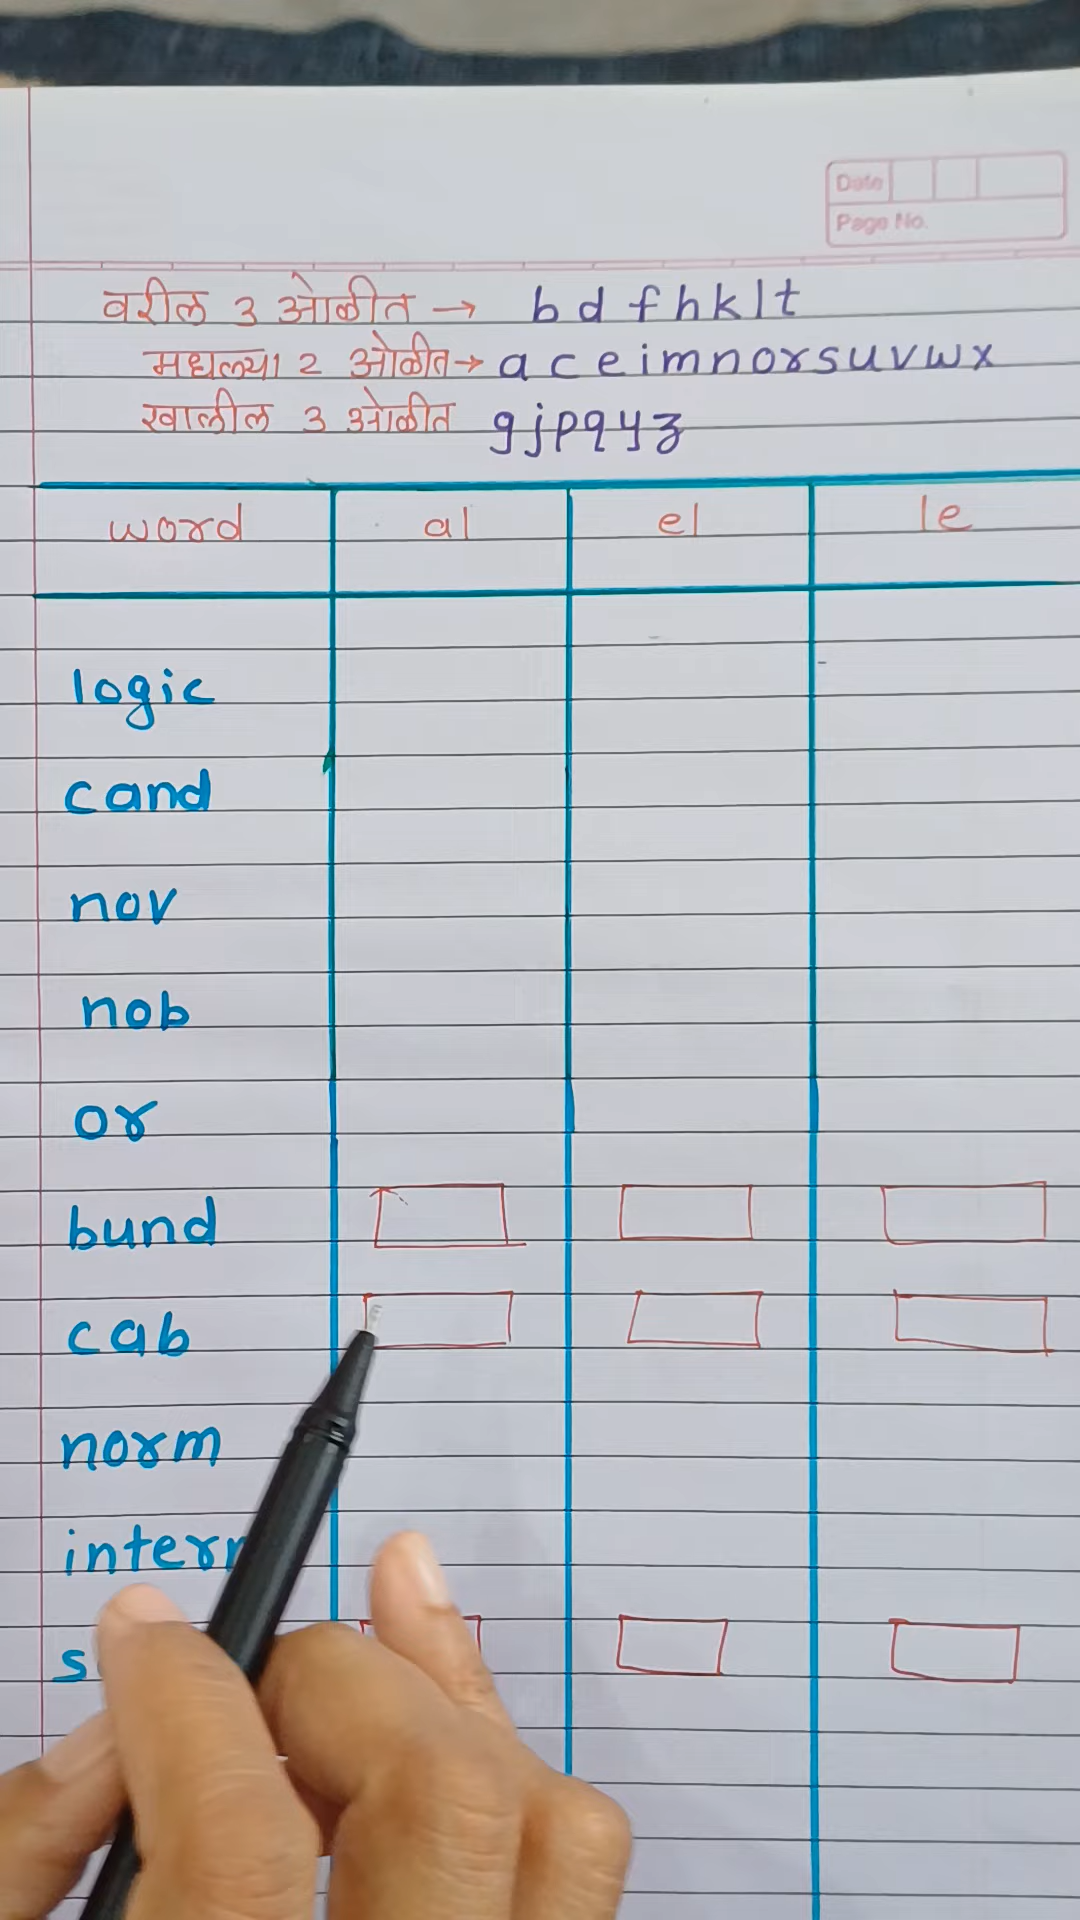 Date
Page No.
वरील 3 ओळीत → b d f h k l t
मधल्या 2 ओळीत → a c e i m n o r s u v w x
खालील 3 ओळीत g j p q y z
word al el le
logic
cand
nov
nob
or
bund
cab
norm